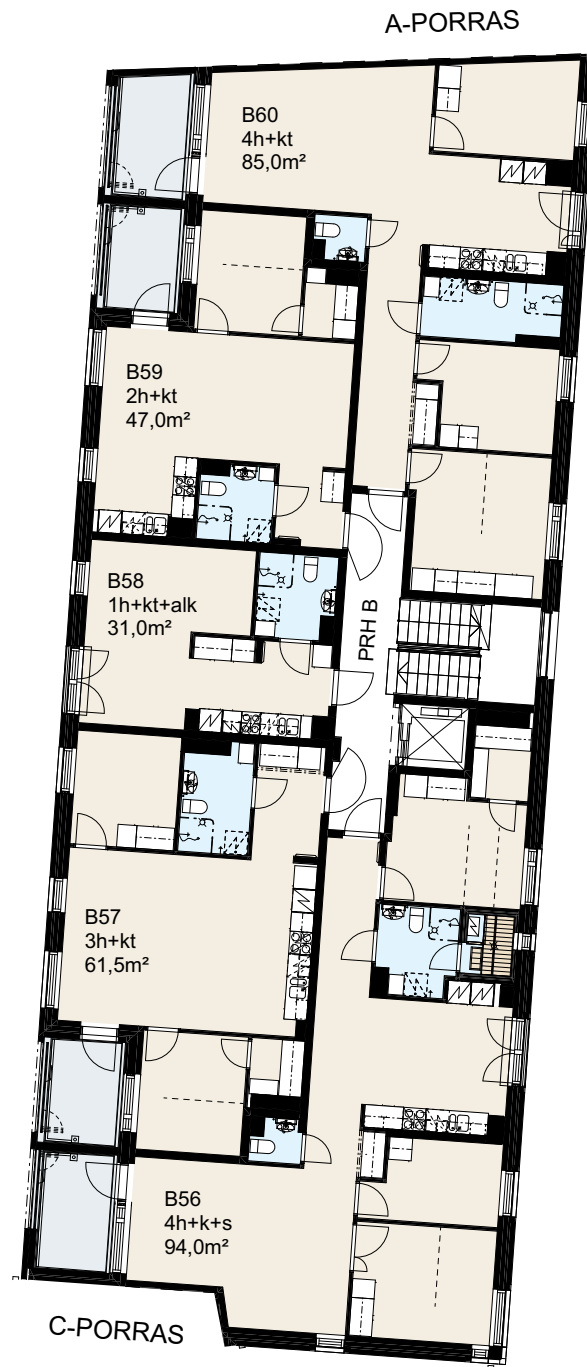 A-PORRAS
B60
4h+kt
85,0m²
B59
2h+kt
47,0m²
B58
1h+kt+alk
31,0m²
PRH B
B57
3h+kt
61,5m²
B56
4h+k+s
94,0m²
C-PORRAS